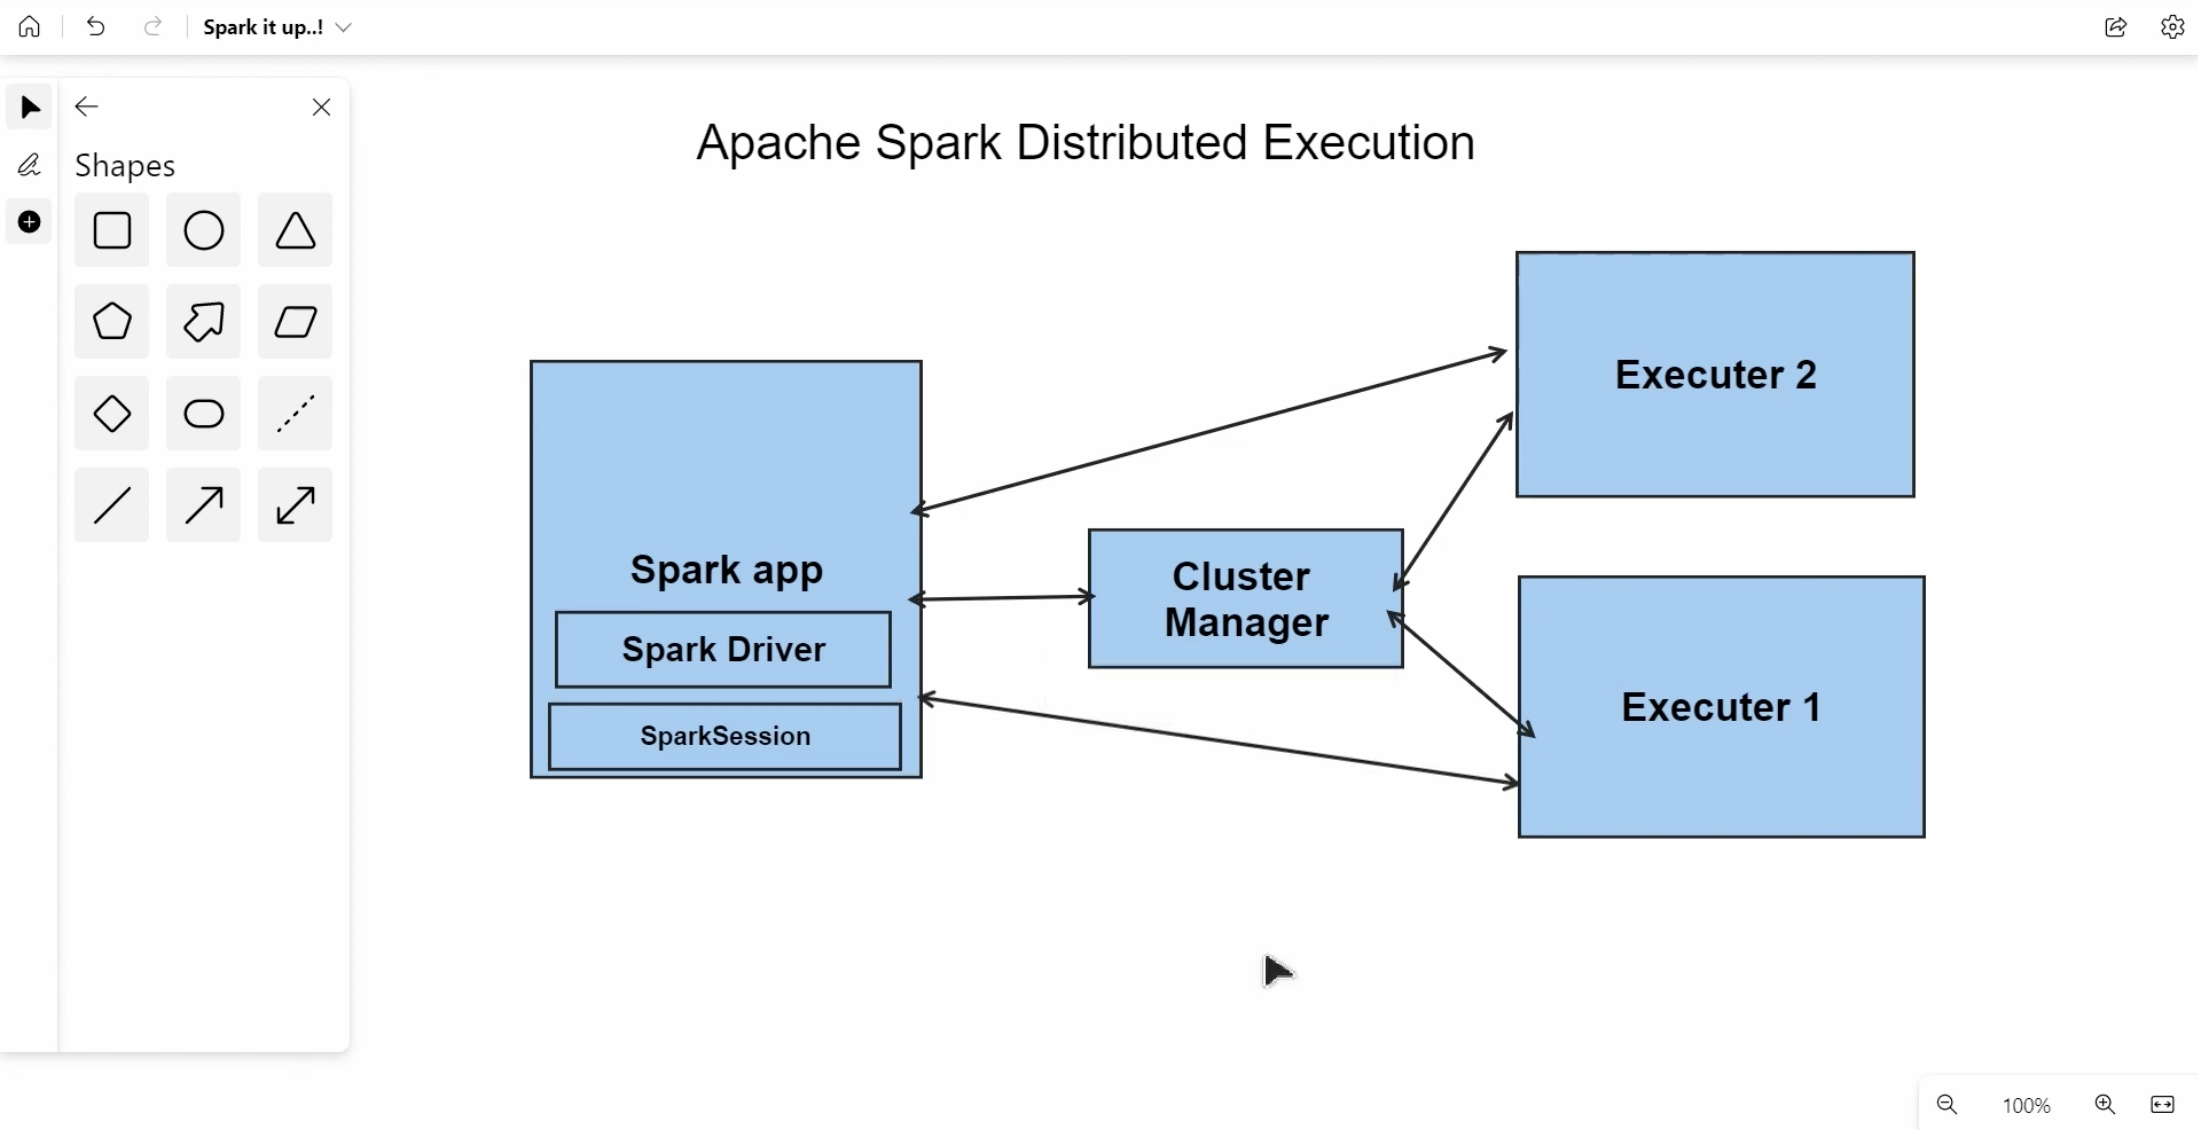 Spark it up..!
Shapes
Apache Spark Distributed Execution
Executer 2
Spark app
Cluster
Manager
Spark Driver
SparkSession
Executer 1
100%